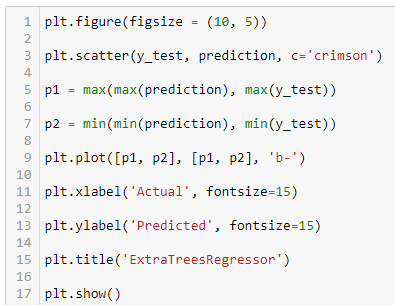 1 plt.figure(figsize = (10, 5))
2
3 plt.scatter(y_test, prediction, c='crimson')
4
5 p1 = max(max(prediction), max(y_test))
6
7 p2 = min(min(prediction), min(y_test))
8
9 plt.plot([p1, p2], [p1, p2], 'b-')
10
11 plt.xlabel('Actual', fontsize=15)
12
13 plt.ylabel('Predicted', fontsize=15)
14
15 plt.title('ExtraTreesRegressor')
16
17 plt.show()